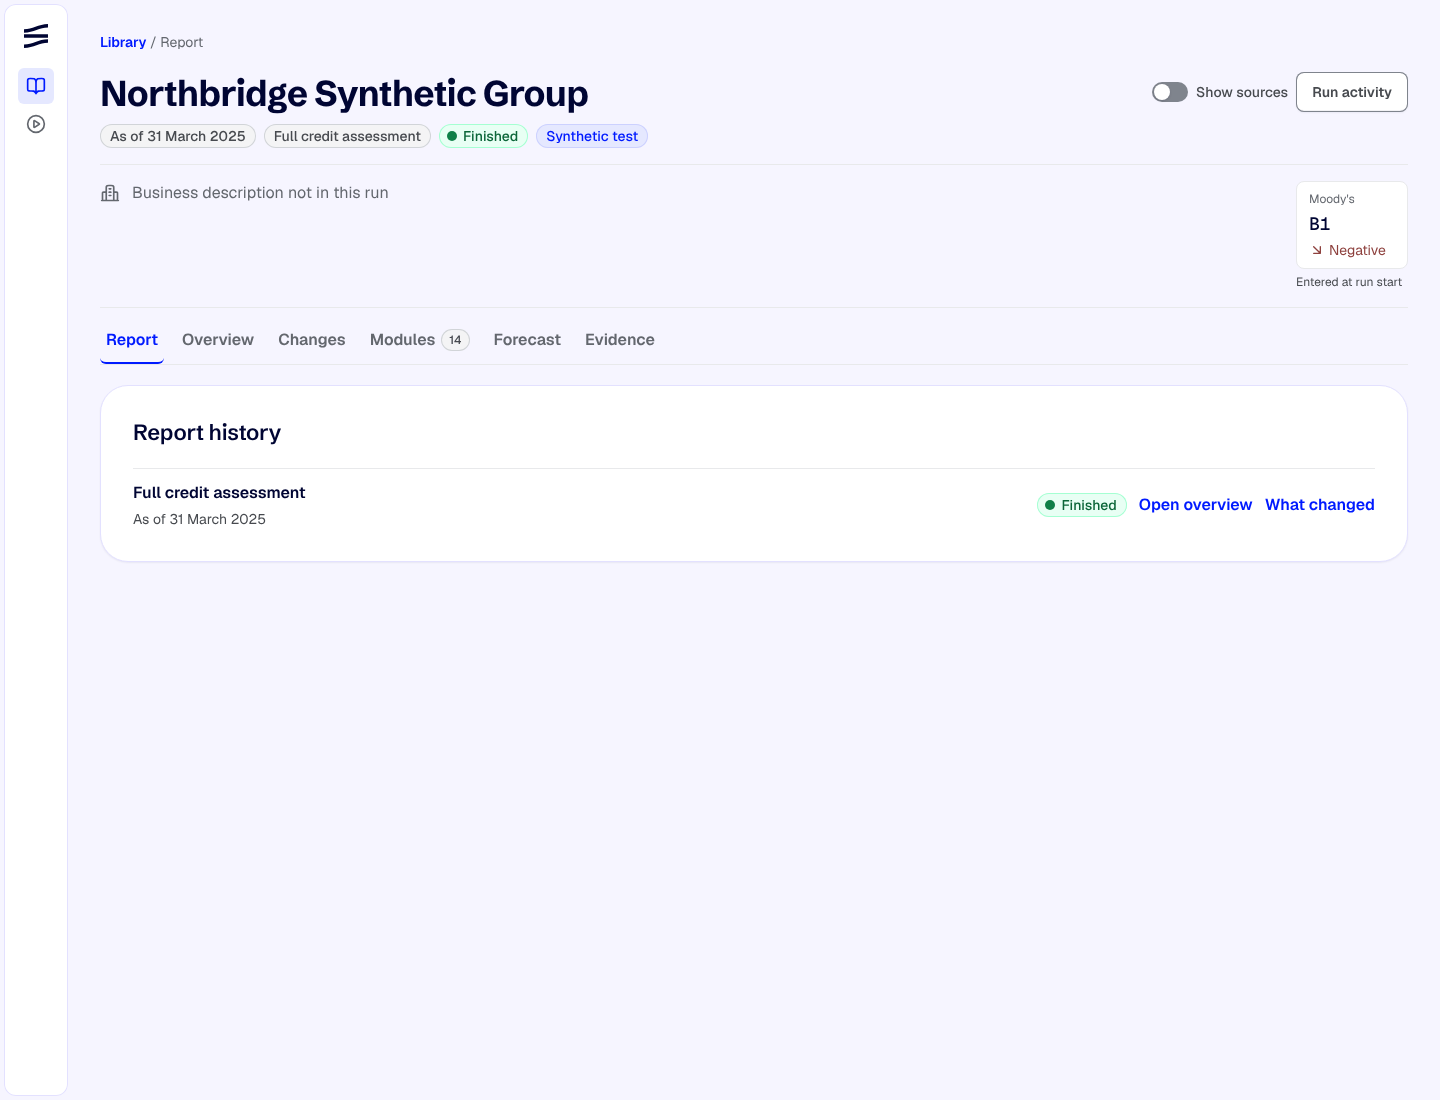 Library / Report
Northbridge Synthetic Group
Show sources
Run activity
As of 31 March 2025
Full credit assessment
Finished
Synthetic test
Business description not in this run
Moody's
B1
Negative
Entered at run start
Report
Overview
Changes
Modules 14
Forecast
Evidence
Report history
Full credit assessment
As of 31 March 2025
Finished
Open overview
What changed